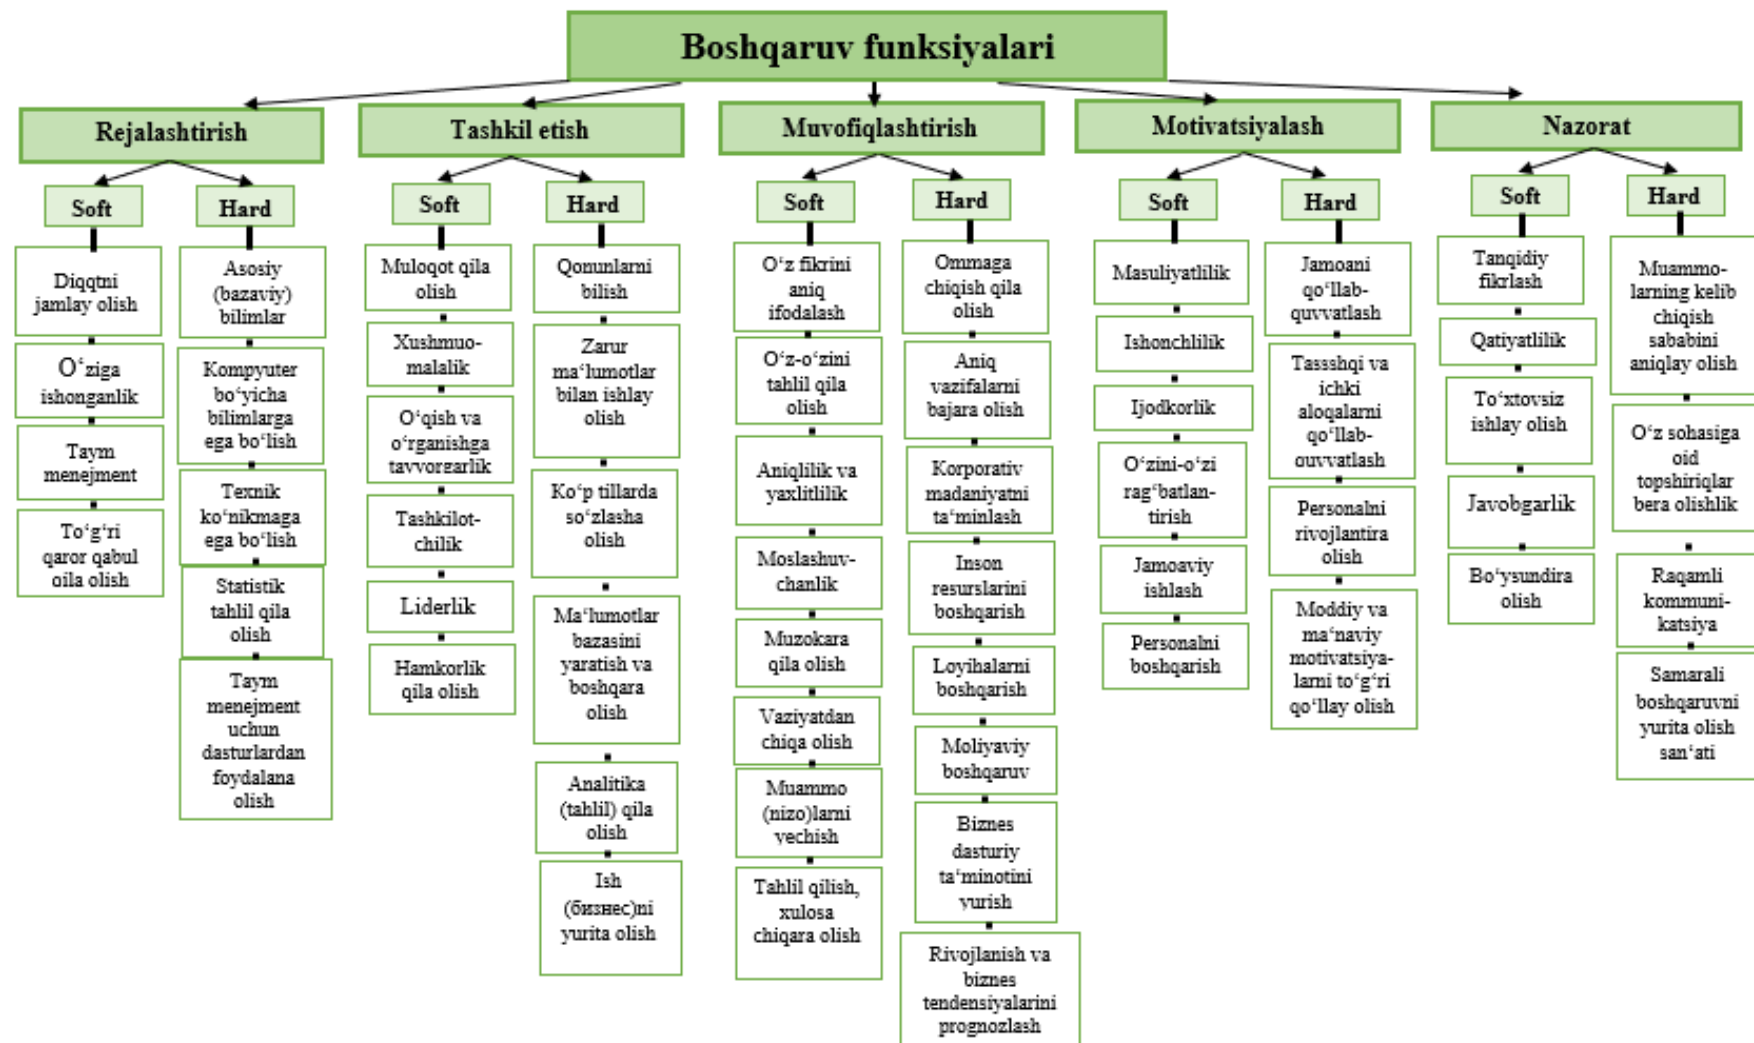 Boshqaruv funksiyalari
Rejalashtirish
Soft
Diqqtni
jamlay olish
O‘ziga
ishonganlik
Taym
menejment
To‘g‘ri
qaror qabul
qila olish
Hard
Asosiy
(bazaviy)
bilimlar
Kompyuter
bo‘yicha
bilimlarga
ega bo‘lish
Texnik
ko‘nikmaga
ega bo‘lish
Statistik
tahlil qila
olish
Taym
menejment
uchun
dasturlardan
foydalana
olish
Tashkil etish
Soft
Muloqot qila
olish
Xushmuo-
malalik
O‘qish va
o‘rganishga
tayyorgarlik
Tashkilot-
chilik
Liderlik
Hamkorlik
qila olish
Hard
Qonunlarni
bilish
Zarur
ma‘lumotlar
bilan ishlay
olish
Ko‘p tillarda
so‘zlasha
olish
Ma‘lumotlar
bazasini
yaratish va
boshqara
olish
Analitika
(tahlil) qila
olish
Ish
(бизнес)ni
yurita olish
Muvofiqlashtirish
Soft
O‘z fikrini
aniq
ifodalash
O‘z-o‘zini
tahlil qila
olish
Aniqlilik va
yaxlitlilik
Moslashuv-
chanlik
Muzokara
qila olish
Vaziyatdan
chiqa olish
Muammo
(nizo)larni
yechish
Tahlil qilish,
xulosa
chiqara olish
Hard
Ommaga
chiqish qila
olish
Aniq
vazifalarni
bajara olish
Korporativ
madaniyatni
ta‘minlash
Inson
resurslarini
boshqarish
Loyihalarni
boshqarish
Moliyaviy
boshqaruv
Biznes
dasturiy
ta‘minotini
yurish
Rivojlanish va
biznes
tendensiyalarini
prognozlash
Motivatsiyalash
Soft
Masuliyatlilik
Ishonchlilik
Ijodkorlik
O‘zini-o‘zi
rag‘batlan-
tirish
Jamoaviy
ishlash
Personalni
boshqarish
Hard
Jamoani
qo‘llab-
quvvatlash
Tassshqi va
ichki
aloqalarni
qo‘llab-
quvvatlash
Personalni
rivojlantira
olish
Moddiy va
ma‘naviy
motivatsiya-
larni to‘g‘ri
qo‘llay olish
Nazorat
Soft
Tanqidiy
fikrlash
Qatiyatlilik
To‘xtovsiz
ishlay olish
Javobgarlik
Bo‘ysundira
olish
Hard
Muammo-
larning kelib
chiqish
sababini
aniqlay olish
O‘z sohasiga
oid
topshiriqlar
bera olishlik
Raqamli
kommuni-
katsiya
Samarali
boshqaruvni
yurita olish
san‘ati